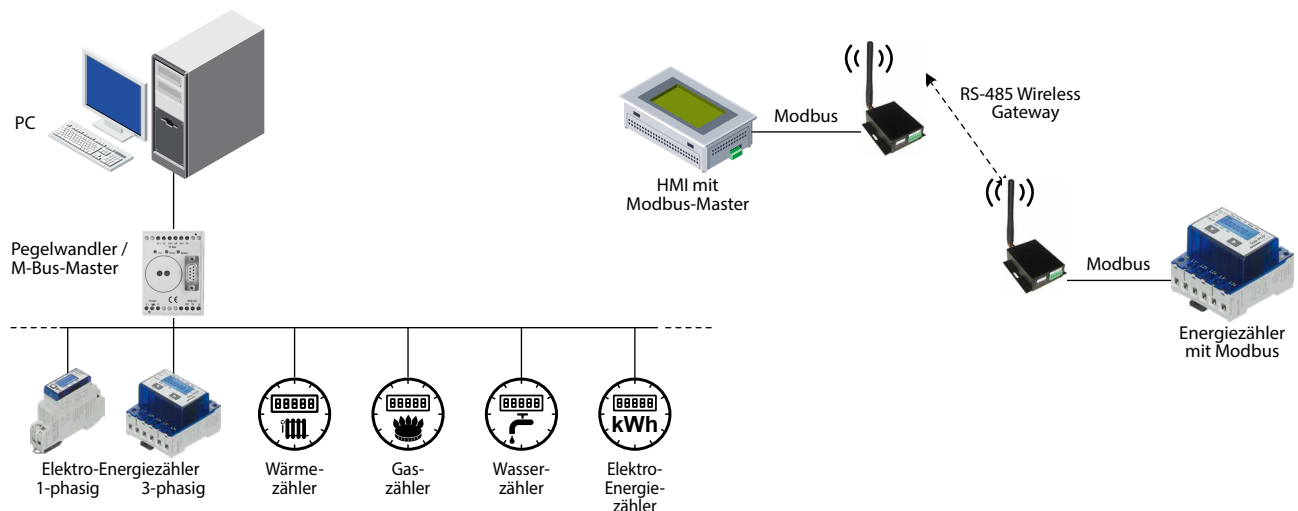 PC
Pegelwandler /
M-Bus-Master
Elektro-Energiezähler
1-phasig
3-phasig
Wärme-
zähler
Gas-
zähler
Wasser-
zähler
kWh
Elektro-
Energie-
zähler
HMI mit
Modbus-Master
Modbus
RS-485 Wireless
Gateway
Modbus
Energiezähler
mit Modbus